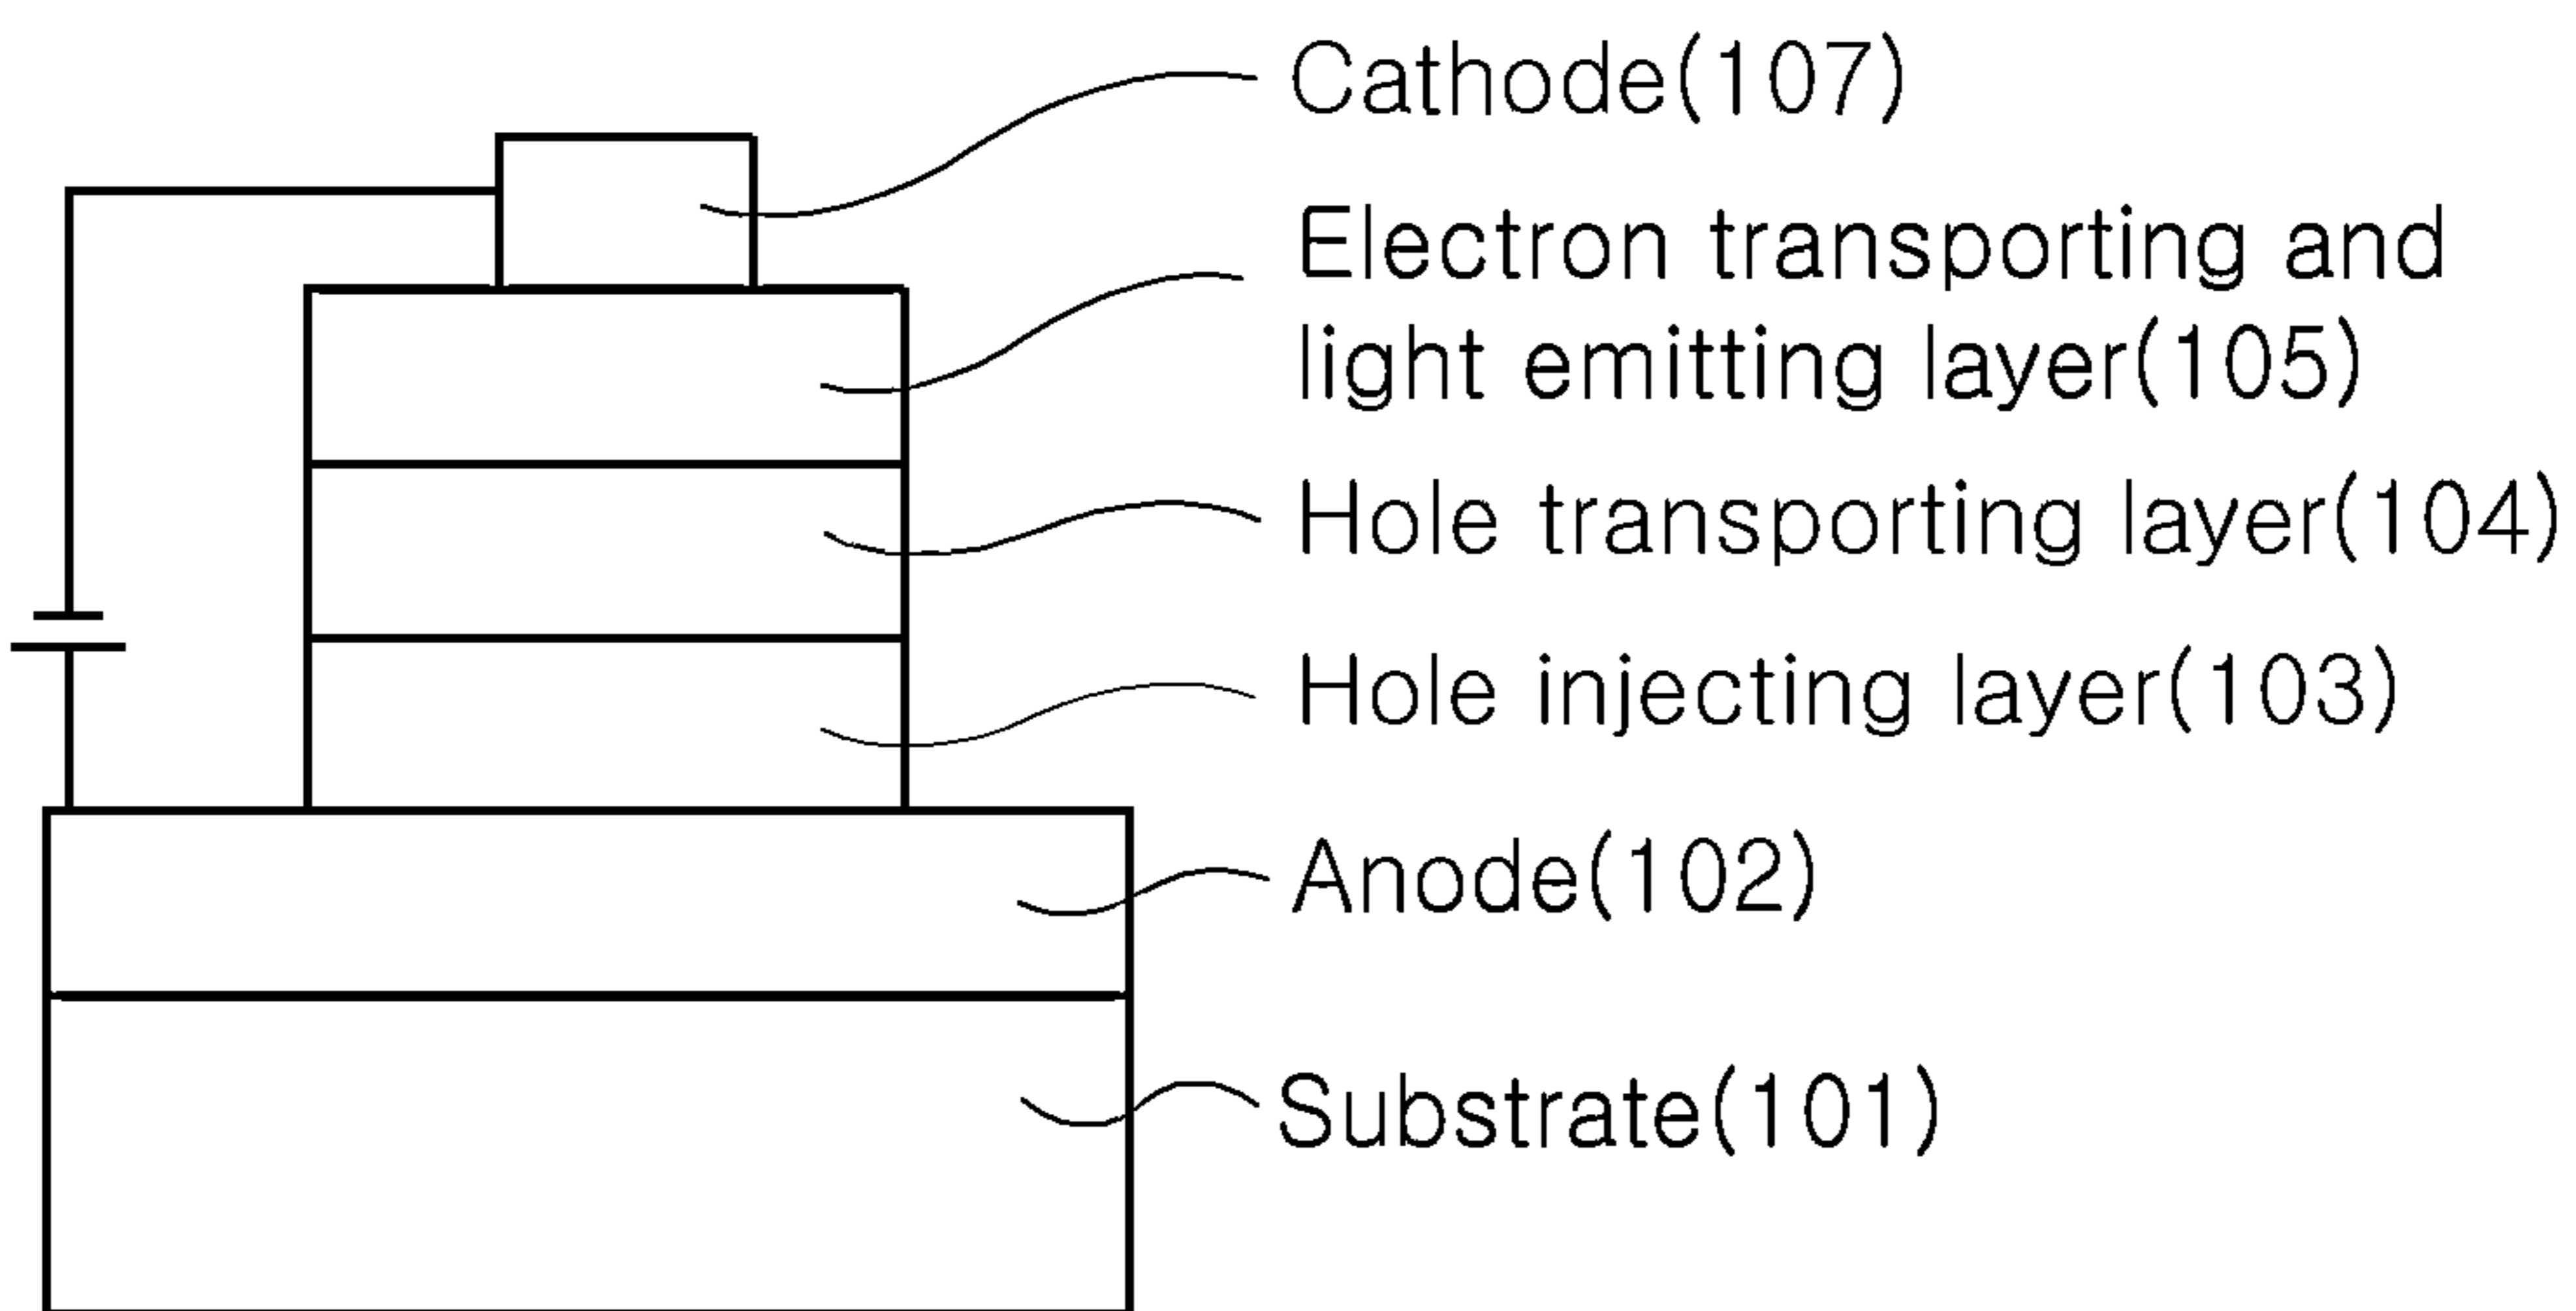 Cathode(107)
Electron transporting and
light emitting layer(105)
Hole transporting layer(104)
Hole injecting layer(103)
Anode(102)
Substrate(101)